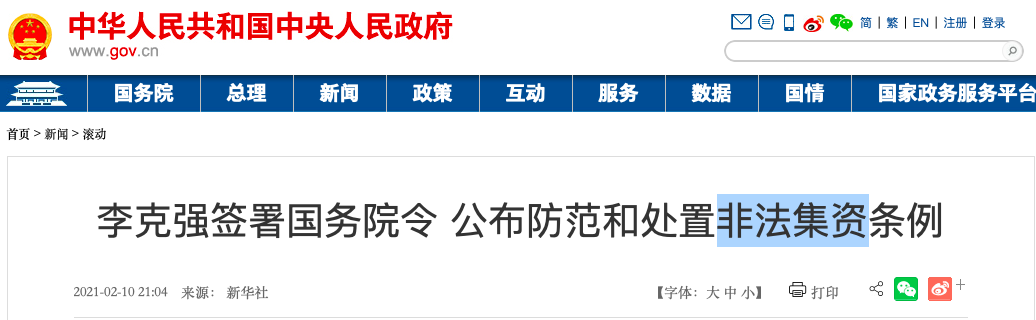 中华人民共和国中央人民政府
www.gov.cn
简 | 繁 | EN | 注册 | 登录
国务院 总理 新闻 政策 互动 服务 数据 国情 国家政务服务平台
首页 > 新闻 > 滚动
李克强签署国务院令 公布防范和处置非法集资条例
2021-02-10 21:04 来源： 新华社 【字体：大 中 小】 打印